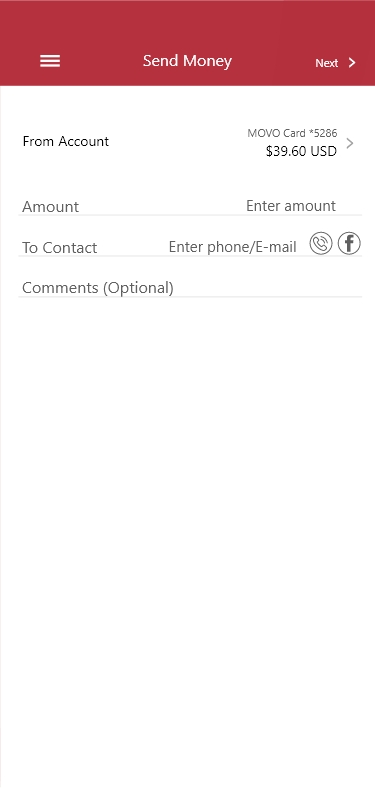 Send Money
Next
MOVO Card *5286
From Account
$39.60 USD
Amount
Enter amount
To Contact
Enter phone/E-mail
f
Comments (Optional)